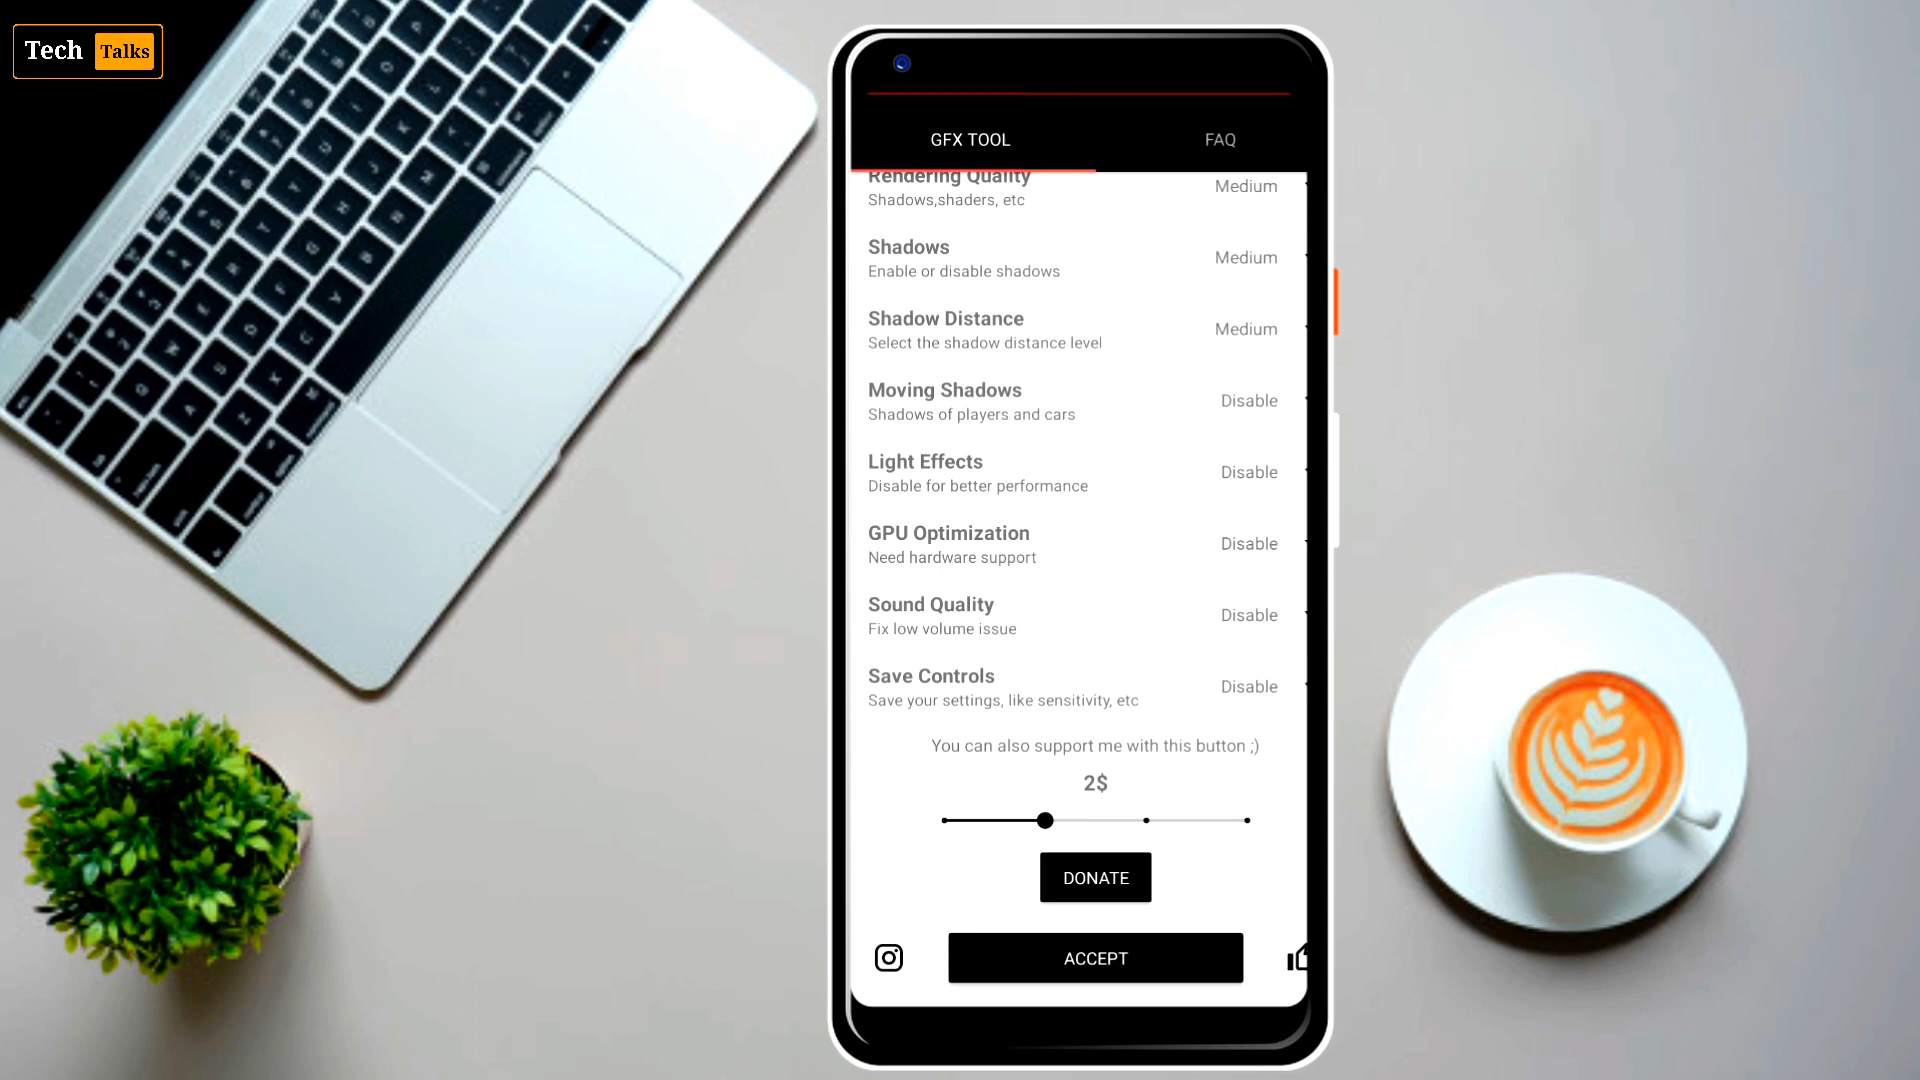 Tech Talks
GFX TOOL
FAQ
Rendering Quality
Shadows,shaders, etc
Medium
Shadows
Enable or disable shadows
Medium
Shadow Distance
Select the shadow distance level
Medium
Moving Shadows
Shadows of players and cars
Disable
Light Effects
Disable for better performance
Disable
GPU Optimization
Need hardware support
Disable
Sound Quality
Fix low volume issue
Disable
Save Controls
Save your settings, like sensitivity, etc
Disable
You can also support me with this button ;)
2$
DONATE
ACCEPT